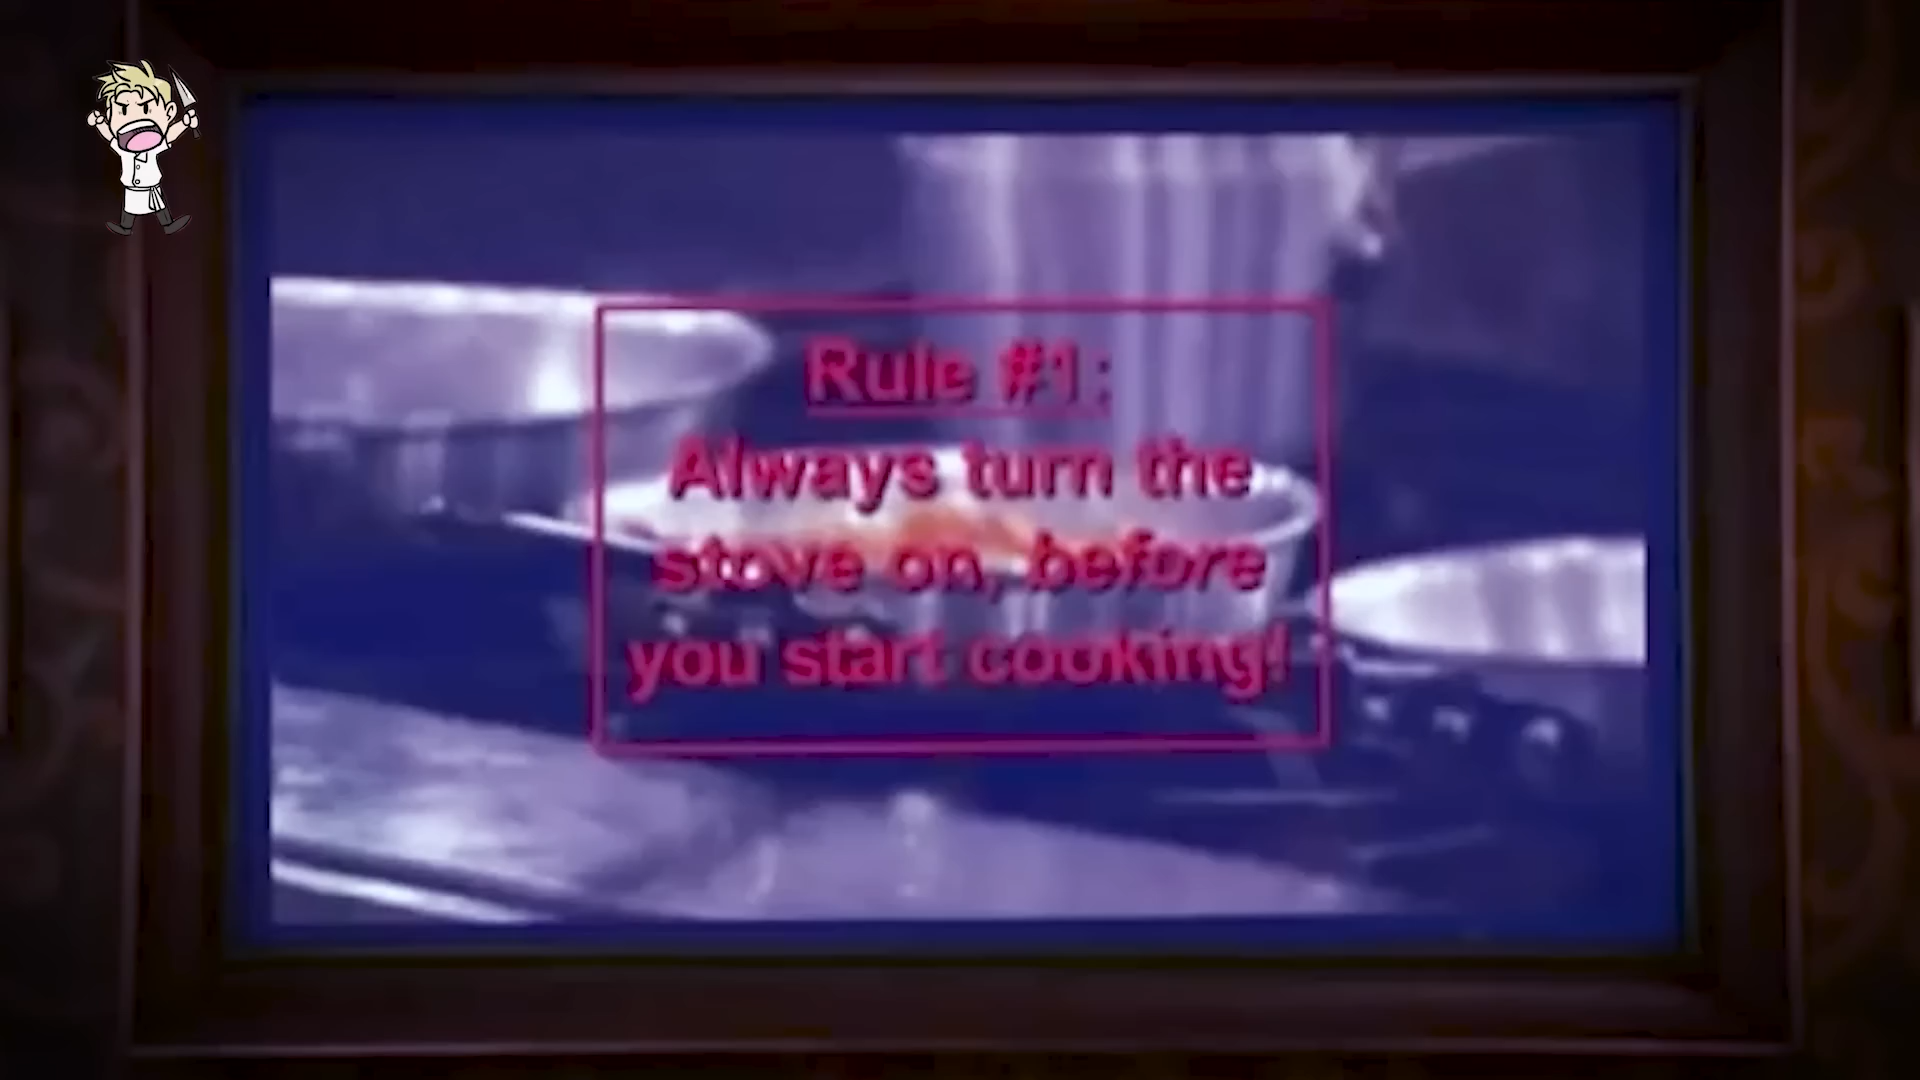 Rule #1:
Always turn the
stove on, before
you start cooking!